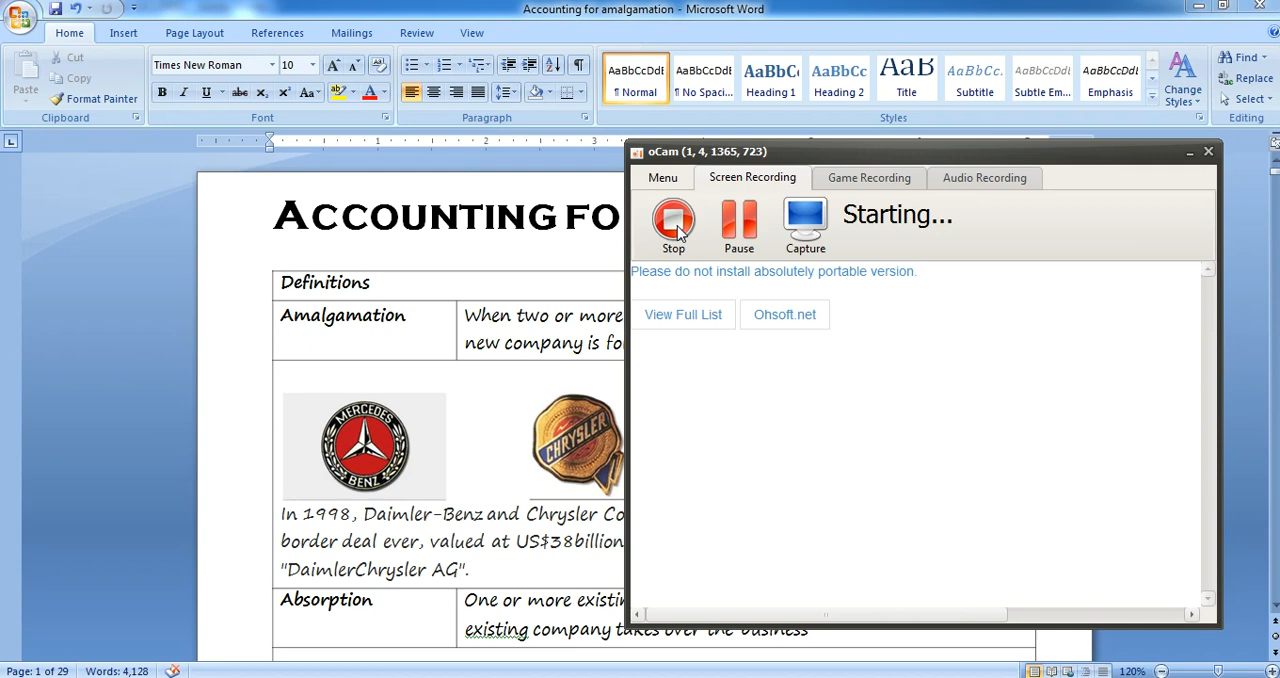 Accounting for amalgamation - Microsoft Word
Home Insert Page Layout References Mailings Review View
Paste
Cut
Copy
Format Painter
Clipboard
Times New Roman 10
Font
Paragraph
AaBbCcDdI AaBbCcDdI AaBbCc AaBbCc AaB AaBbCc. AaBbCcDdI AaBbCcDdI
¶ Normal ¶ No Spaci... Heading 1 Heading 2 Title Subtitle Subtle Em... Emphasis
Change Styles
Styles
Find
Replace
Select
Editing
oCam (1, 4, 1365, 723)
Menu Screen Recording Game Recording Audio Recording
Stop Pause Capture
Starting...
Please do not install absolutely portable version.
View Full List Ohsoft.net
ACCOUNTING FO
Definitions
Amalgamation When two or more
new company is fo
MERCEDES
BENZ
CHRYSLER
In 1998, Daimler-Benz and Chrysler Co
border deal ever, valued at US$38billion
"DaimlerChrysler AG".
Absorption One or more existin
existing company takes over the business
Page: 1 of 29 Words: 4,128 120%